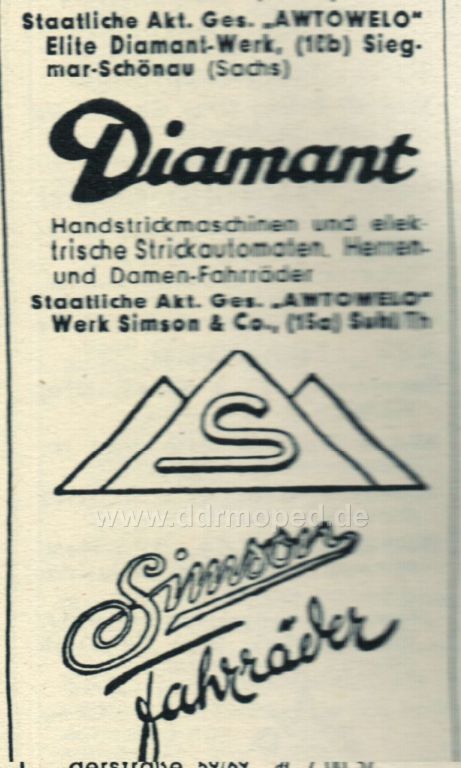 Staatliche Akt. Ges. „AWTOWELO"
Elite Diamant-Werk, (10b) Sieg-
mar-Schönau (Sachs)
Diamant
Handstrickmaschinen und elek-
trische Strickautomaten, Herren-
und Damen-Fahrräder
Staatliche Akt. Ges. „AWTOWELO"
Werk Simson & Co., (15a) Suhl Th
S
www.ddrmoped.de
Simson
fahrräder